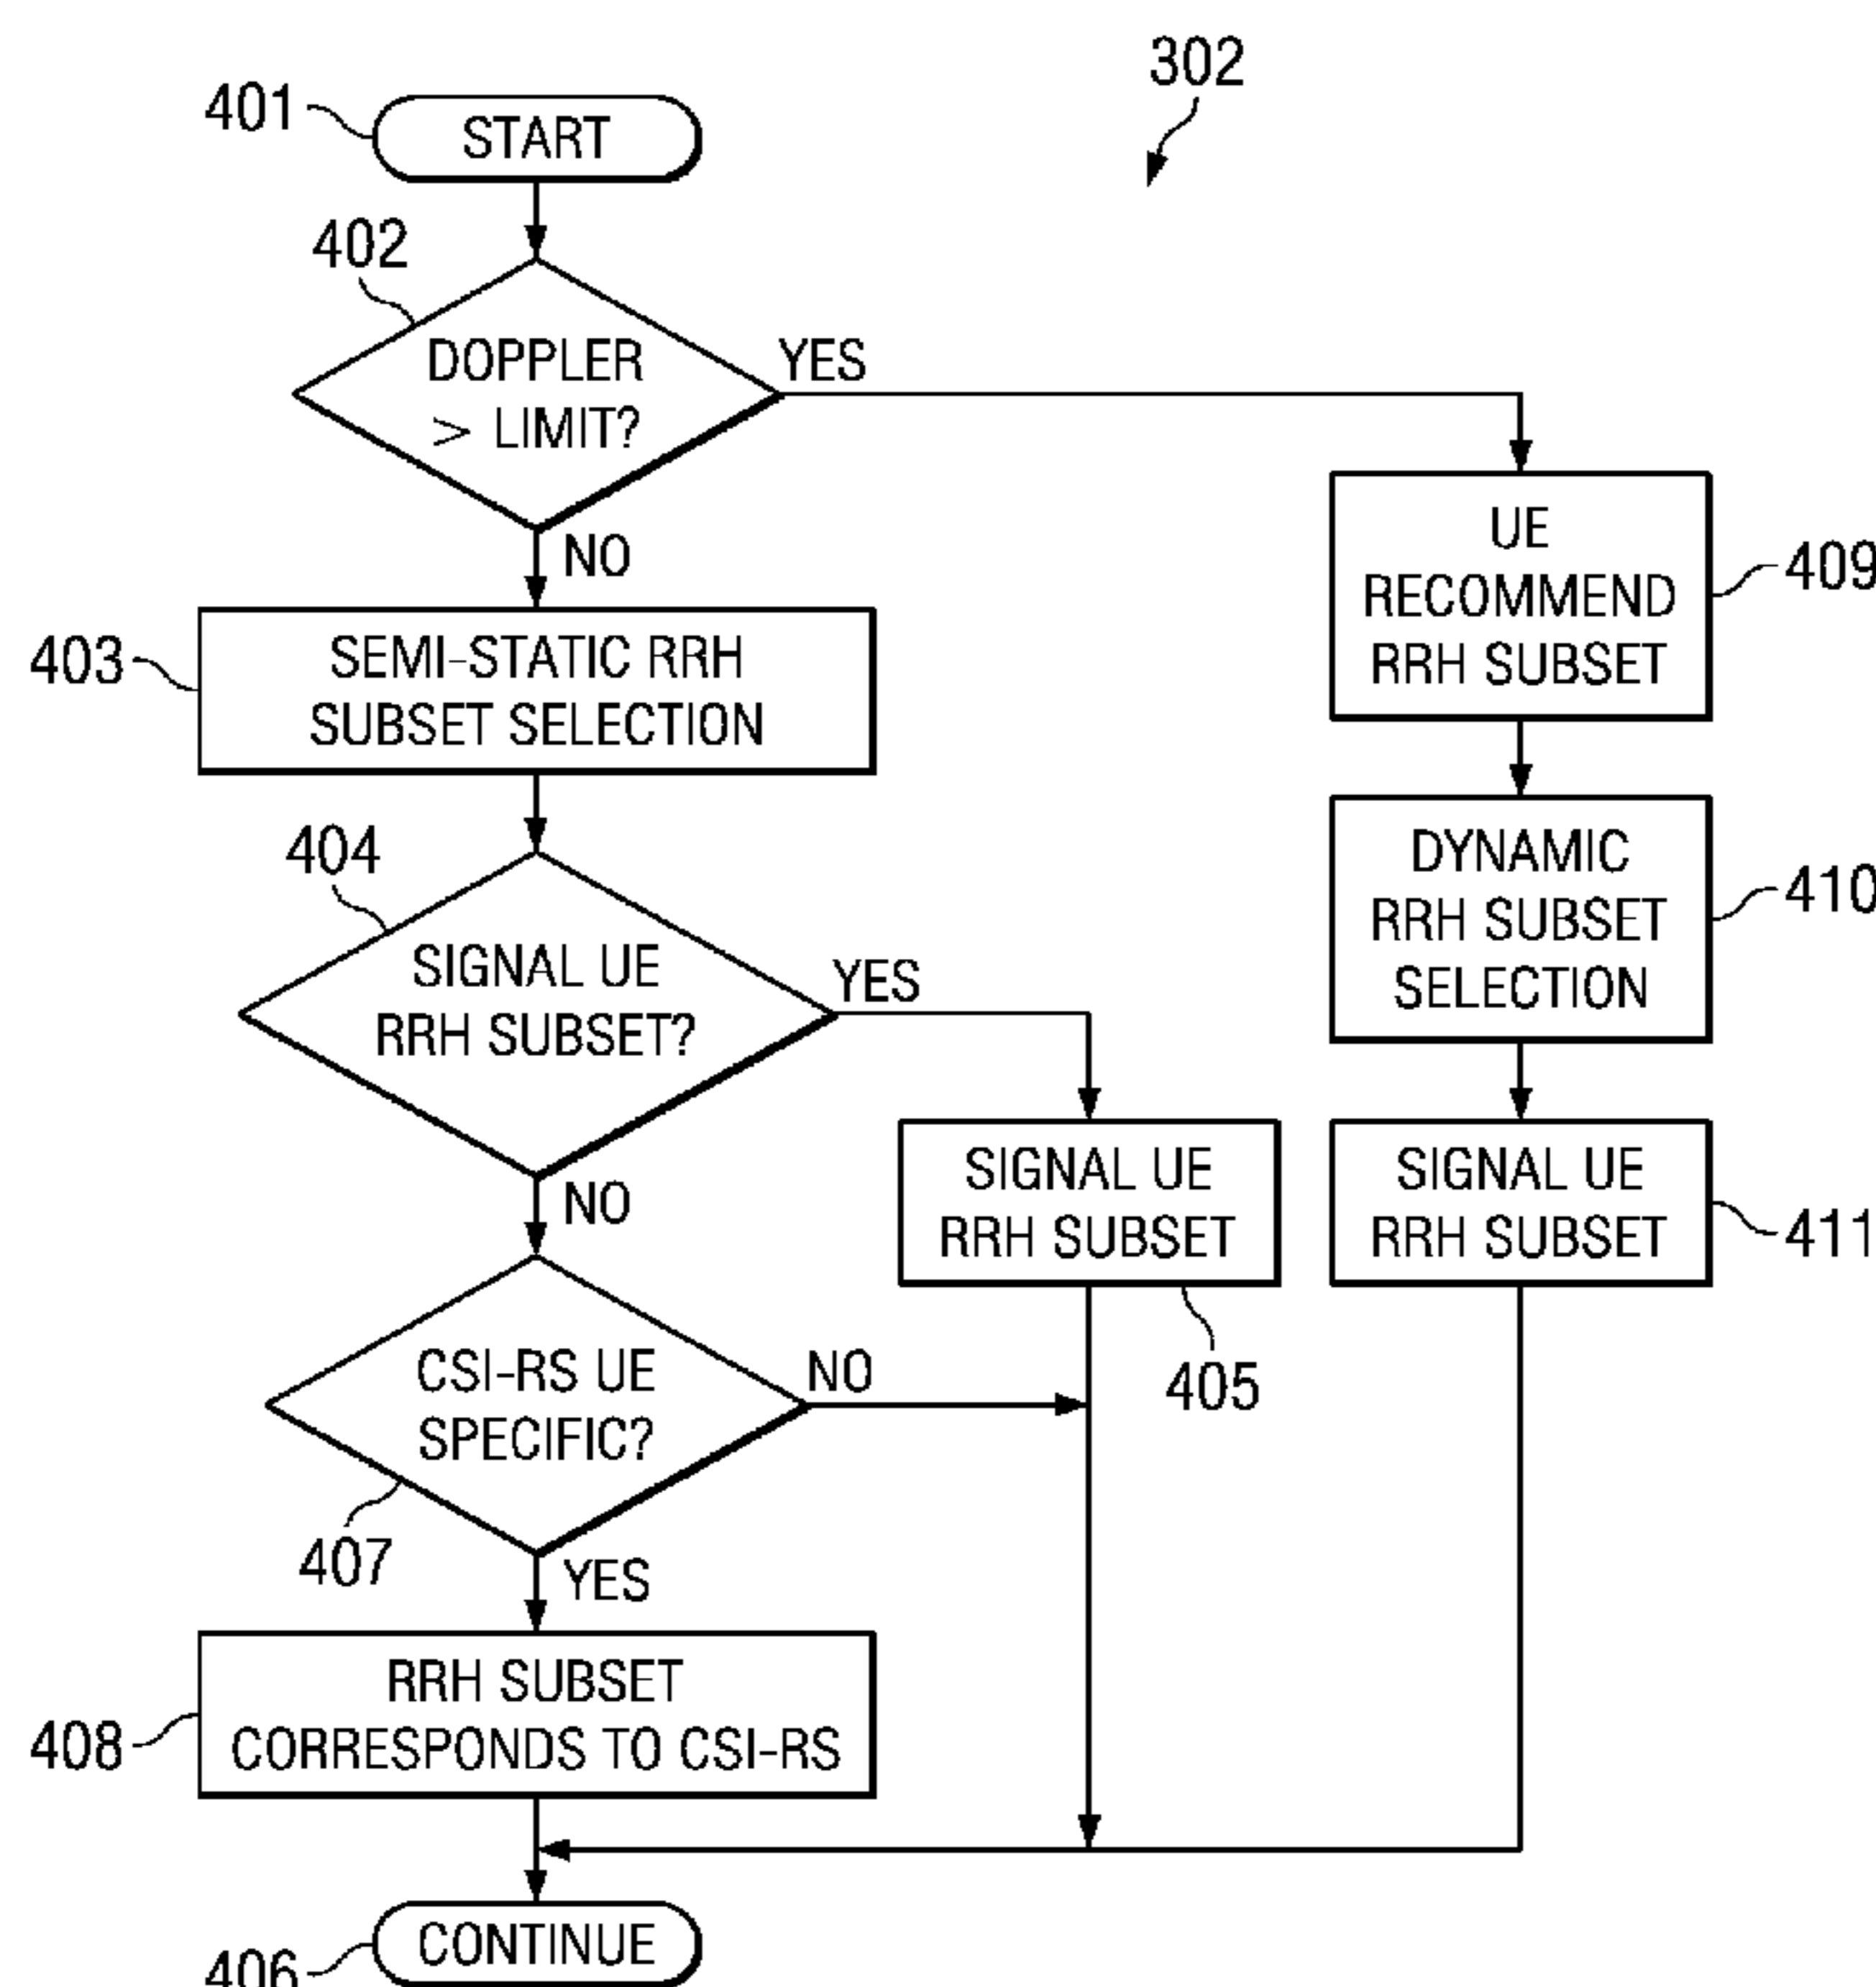 302
401
START
402
DOPPLER
> LIMIT?
YES
NO
UE
RECOMMEND
RRH SUBSET
409
403
SEMI-STATIC RRH
SUBSET SELECTION
DYNAMIC
RRH SUBSET
SELECTION
410
404
SIGNAL UE
RRH SUBSET?
YES
NO
SIGNAL UE
RRH SUBSET
405
SIGNAL UE
RRH SUBSET
411
CSI-RS UE
SPECIFIC?
NO
407
YES
RRH SUBSET
CORRESPONDS TO CSI-RS
408
CONTINUE
406